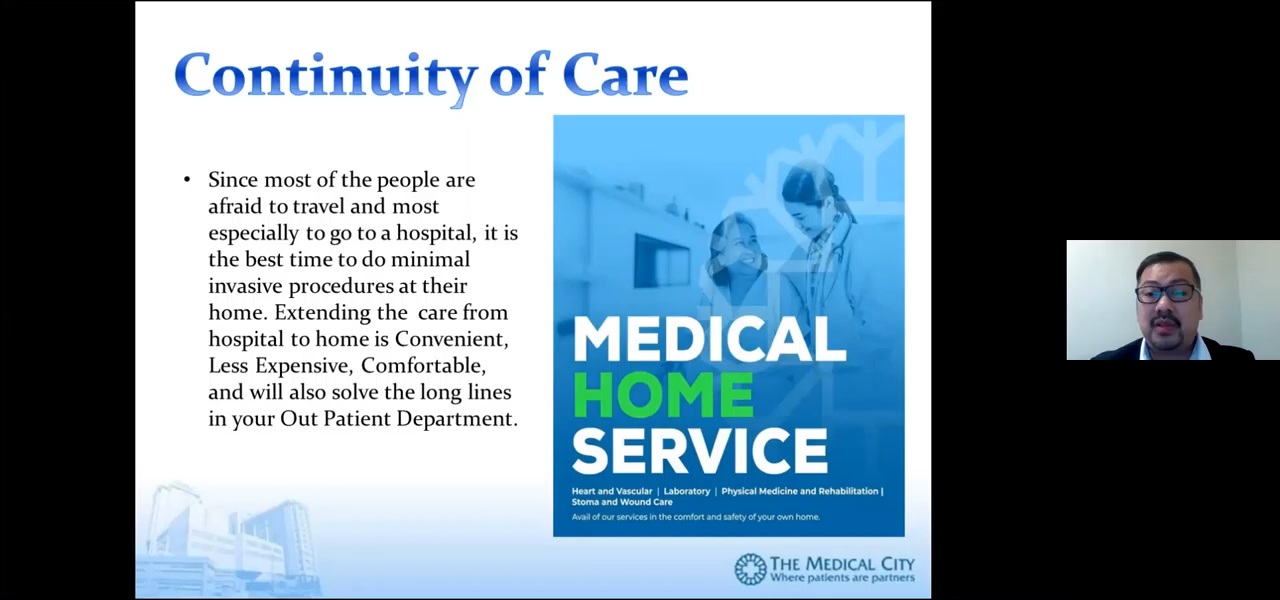 Continuity of Care
• Since most of the people are
afraid to travel and most
especially to go to a hospital, it is
the best time to do minimal
invasive procedures at their
home. Extending the care from
hospital to home is Convenient,
Less Expensive, Comfortable,
and will also solve the long lines
in your Out Patient Department.
MEDICAL
HOME
SERVICE
Heart and Vascular | Laboratory | Physical Medicine and Rehabilitation |
Stoma and Wound Care
Avail of our services in the comfort and safety of your own home.
THE MEDICAL CITY
Where patients are partners